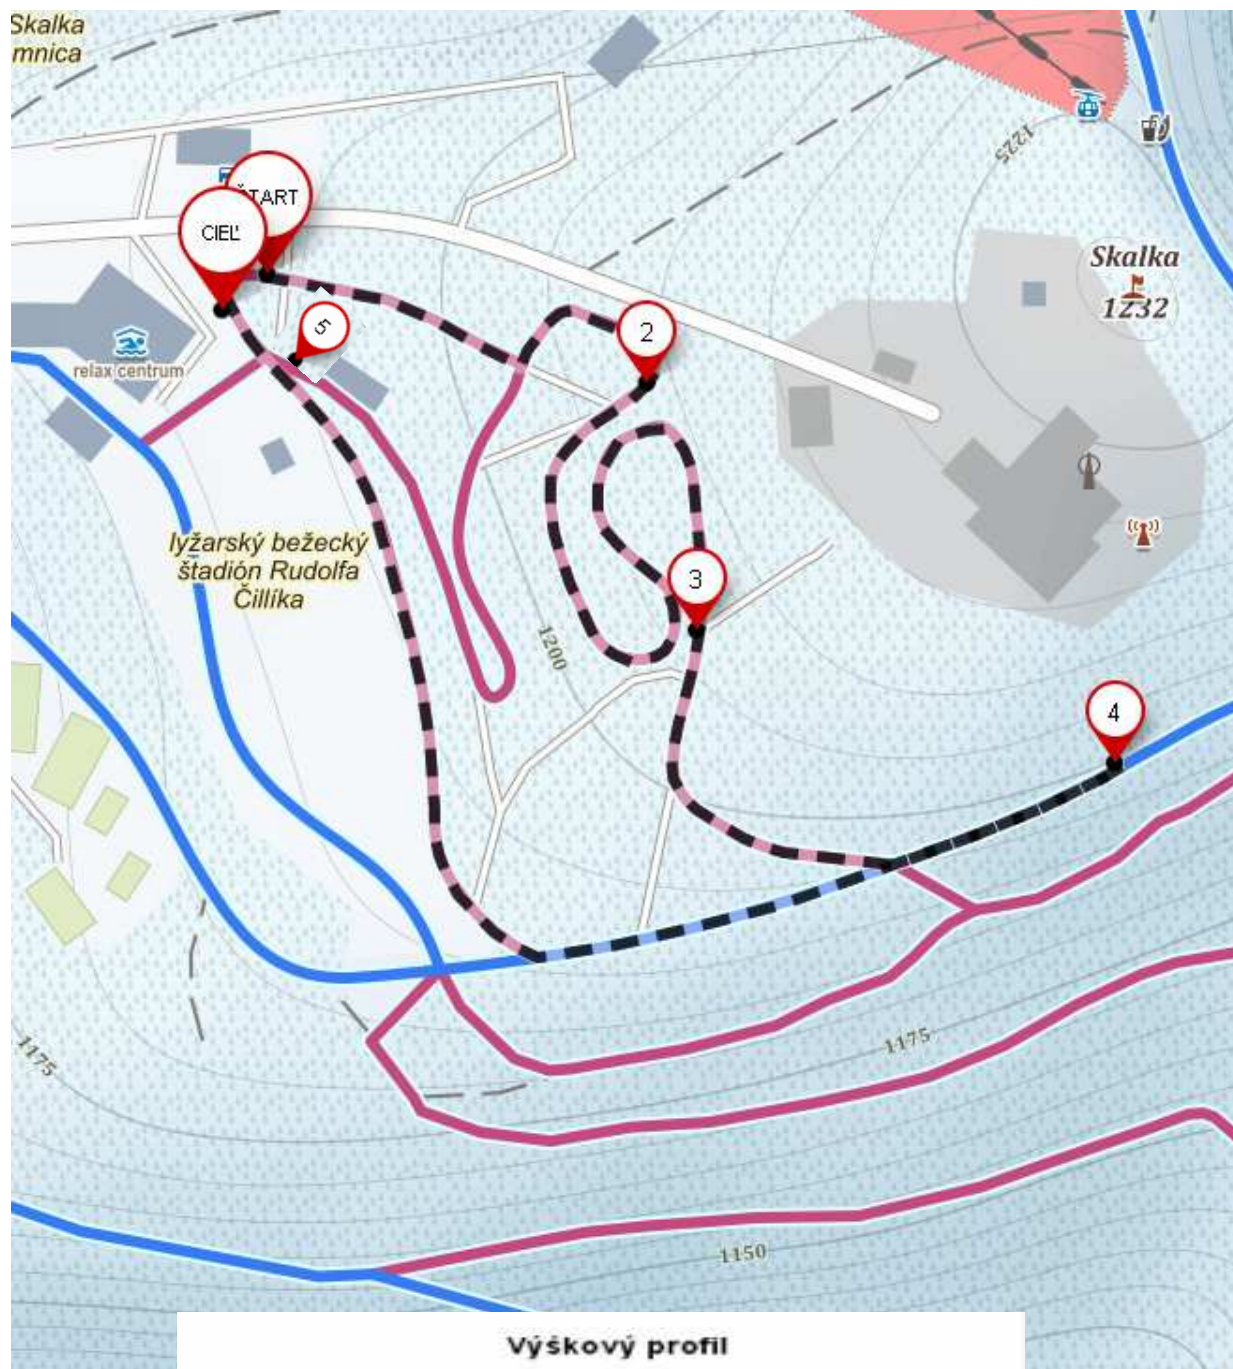 Skalka
mnica
1225
ŠTART
CIEĽ
Skalka
1232
5
2
relax centrum
lyžarský bežecký
štadión Rudolfa
Čillíka
3
1200
4
1175
1175
1150
Výškový profil